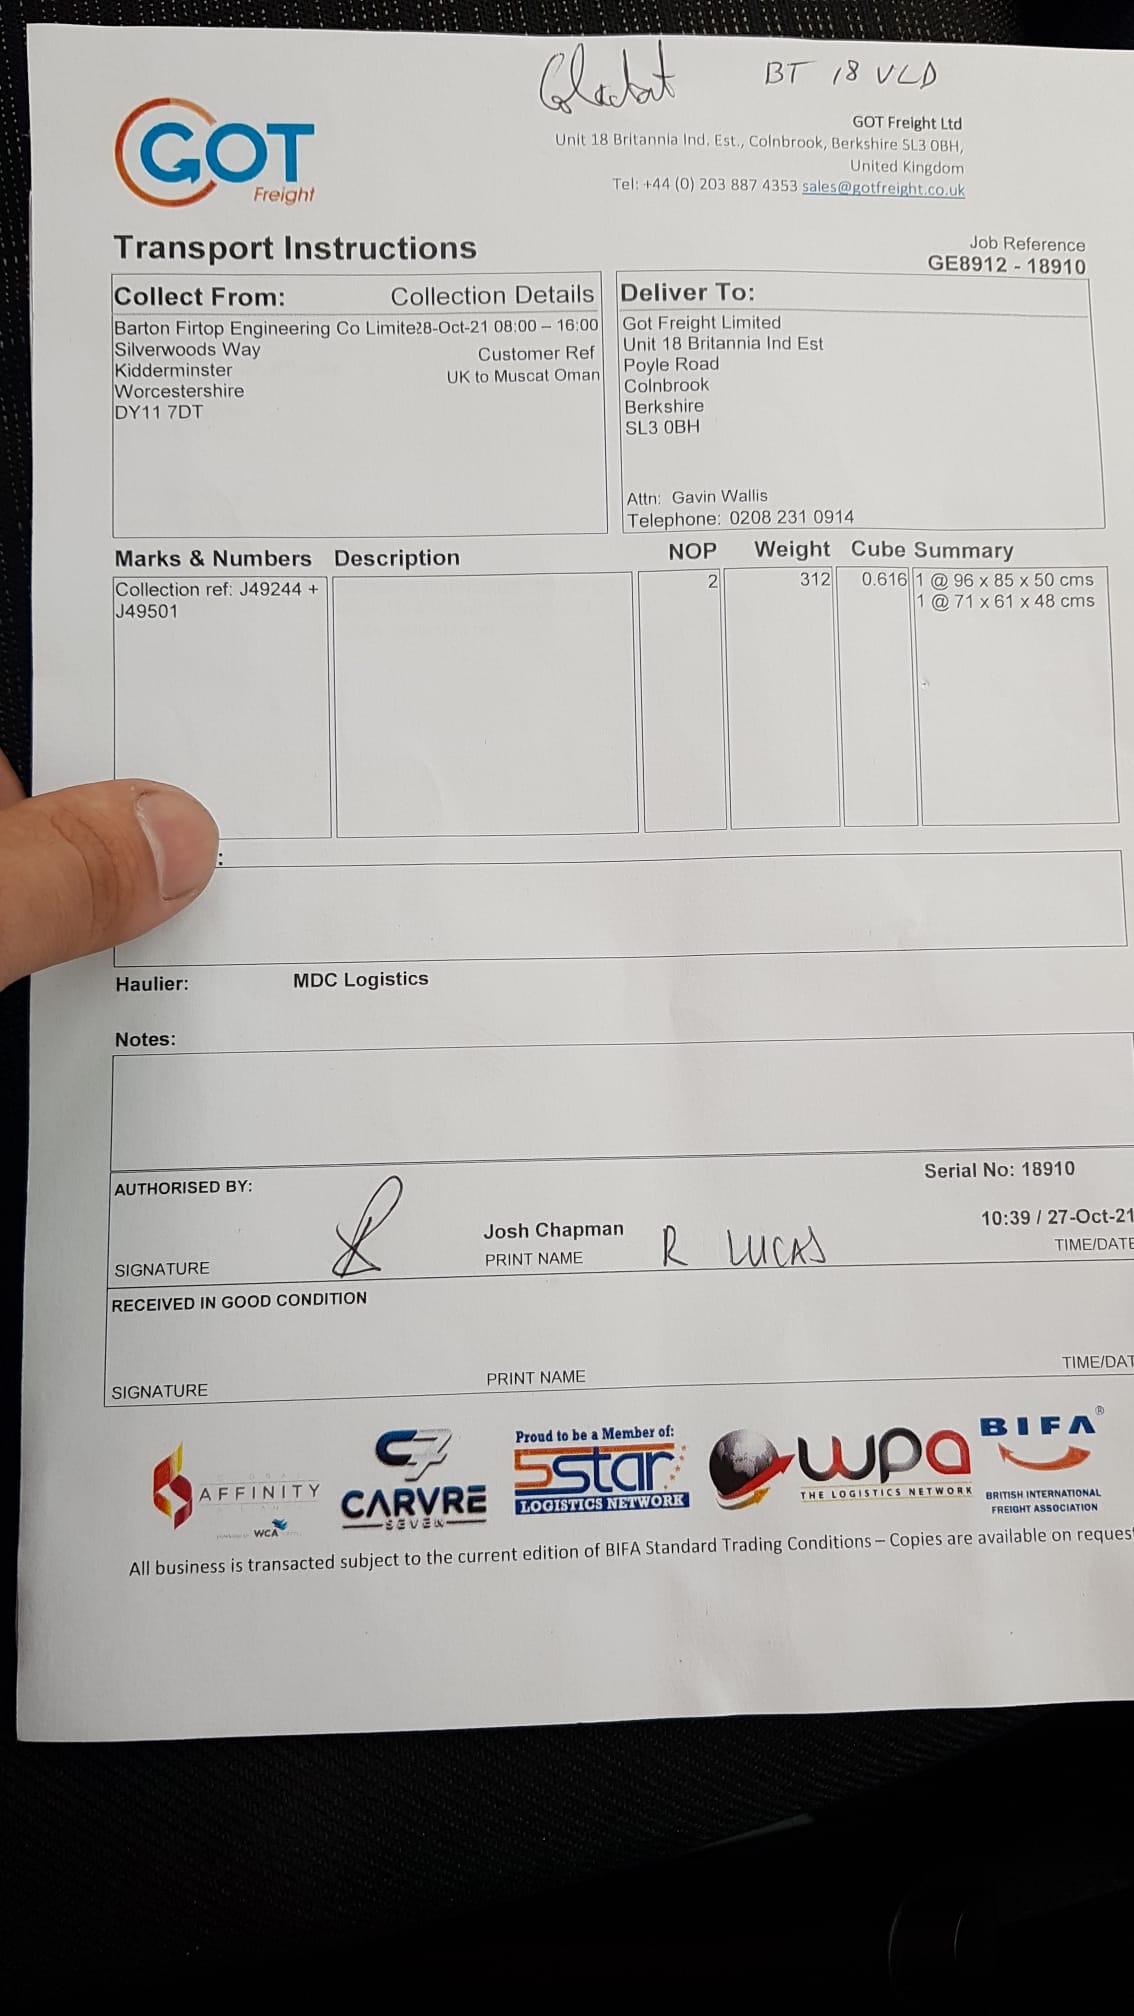 BT 18 VLD
GOT
Freight
GOT Freight Ltd
Unit 18 Britannia Ind. Est., Colnbrook, Berkshire SL3 0BH,
United Kingdom
Tel: +44 (0) 203 887 4353 sales@gotfreight.co.uk
Transport Instructions
Job Reference
GE8912 - 18910
Collect From: Collection Details
Barton Firtop Engineering Co Limite28-Oct-21 08:00 – 16:00
Silverwoods Way
Customer Ref
Kidderminster
UK to Muscat Oman
Worcestershire
DY11 7DT
Deliver To:
Got Freight Limited
Unit 18 Britannia Ind Est
Poyle Road
Colnbrook
Berkshire
SL3 0BH
Attn: Gavin Wallis
Telephone: 0208 231 0914
Marks & Numbers Description NOP Weight Cube Summary
Collection ref: J49244 + 2 312 0.616 1 @ 96 x 85 x 50 cms
J49501 1 @ 71 x 61 x 48 cms
:
Haulier: MDC Logistics
Notes:
Serial No: 18910
AUTHORISED BY:
10:39 / 27-Oct-21
Josh Chapman
R LUCAS
SIGNATURE PRINT NAME TIME/DATE
RECEIVED IN GOOD CONDITION
SIGNATURE PRINT NAME TIME/DAT
AFFINITY
WCA
CARVRE
SEVEN
Proud to be a Member of:
5star
LOGISTICS NETWORK
wpa
THE LOGISTICS NETWORK
BIFA®
BRITISH INTERNATIONAL
FREIGHT ASSOCIATION
All business is transacted subject to the current edition of BIFA Standard Trading Conditions – Copies are available on reques